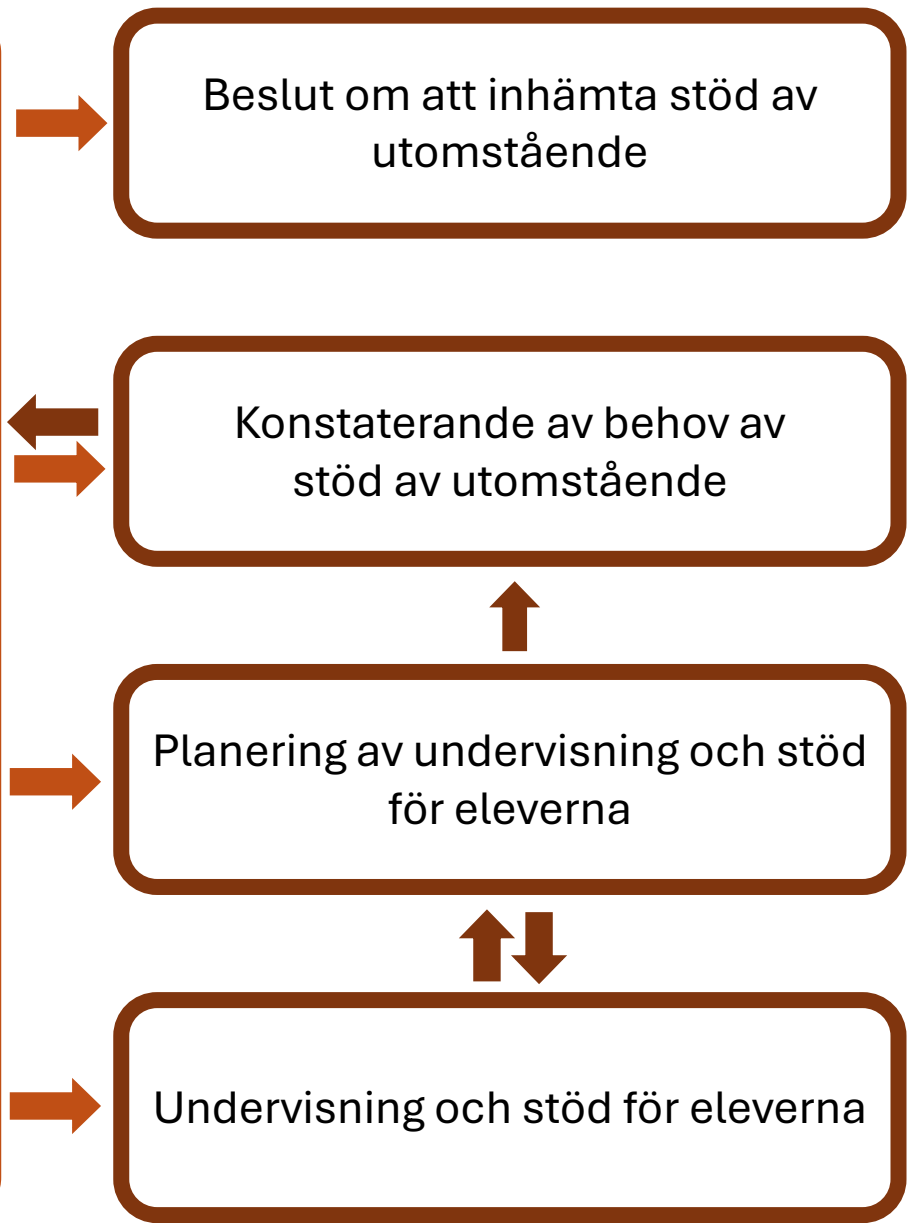 Beslut om att inhämta stöd av
utomstående
Konstaterande av behov av
stöd av utomstående
Planering av undervisning och stöd
för eleverna
Undervisning och stöd för eleverna